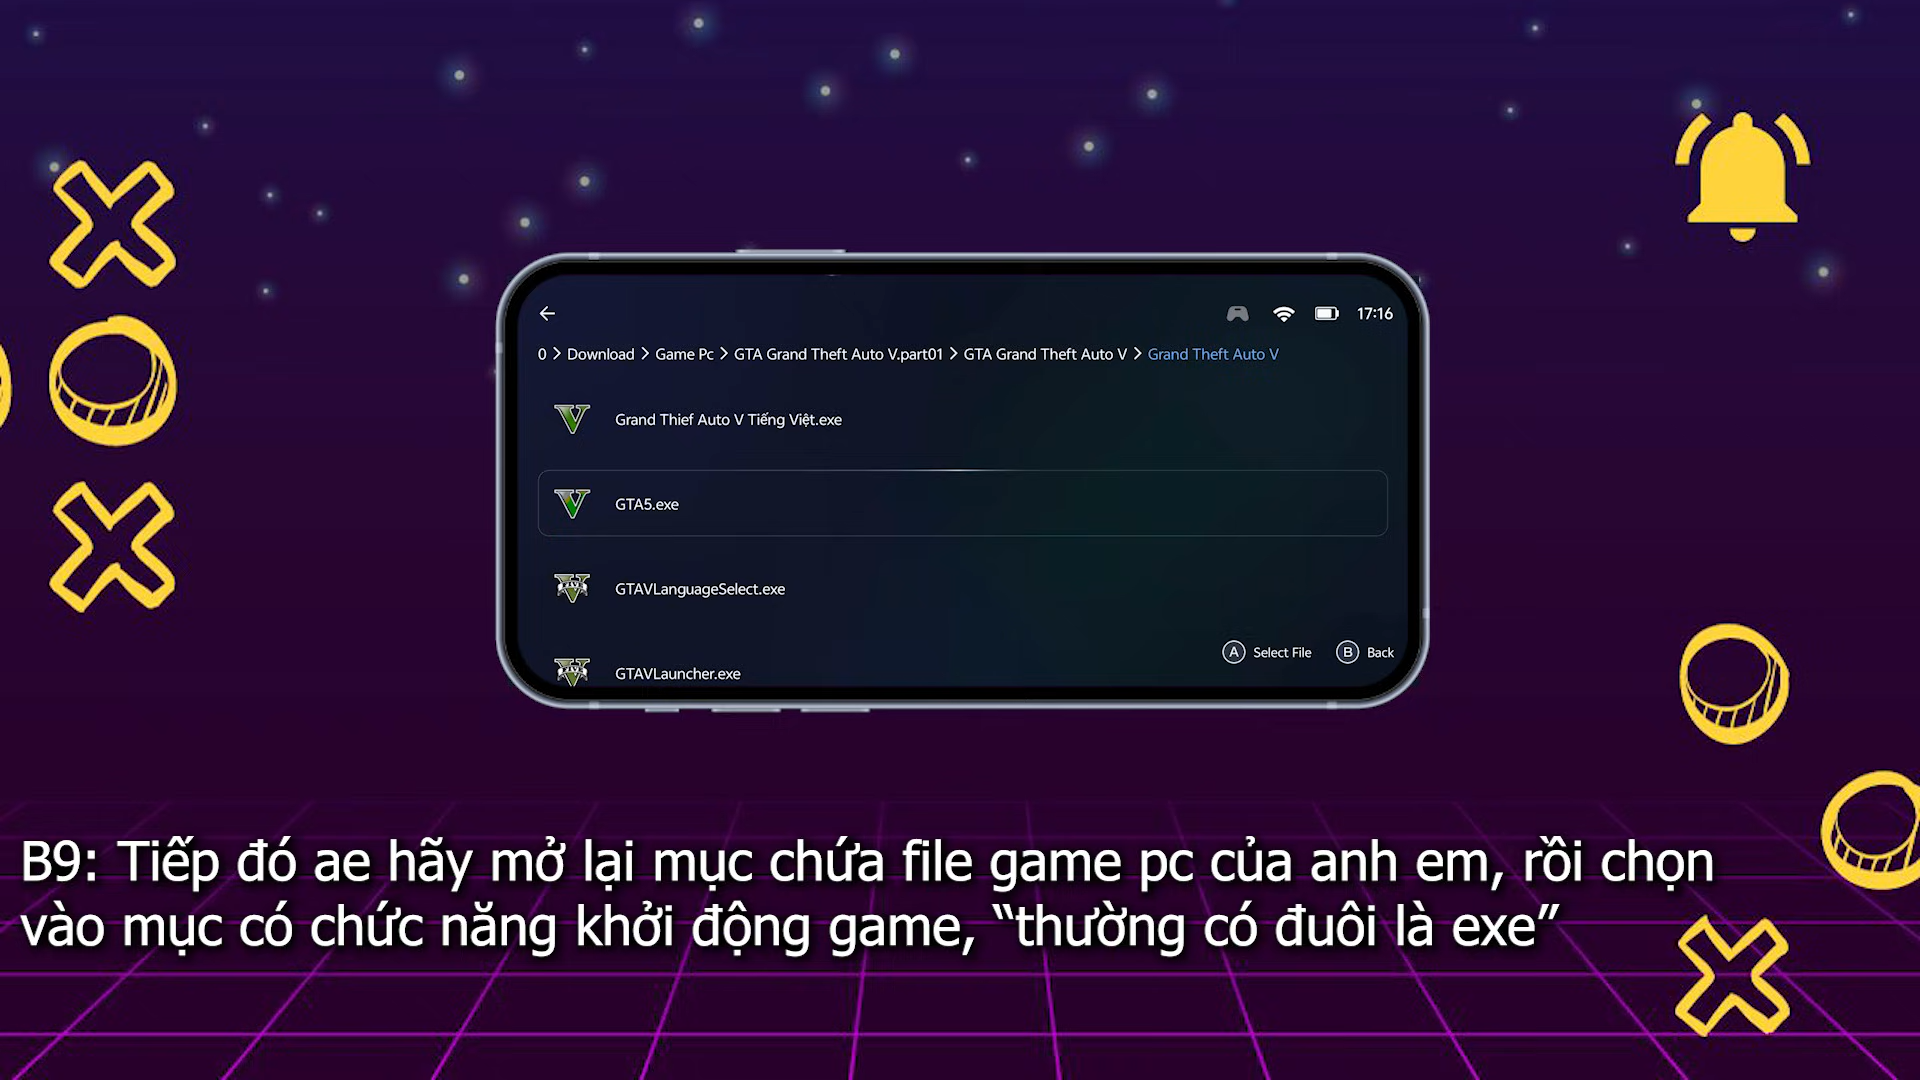 17:16
0 > Download > Game Pc > GTA Grand Theft Auto V.part01 > GTA Grand Theft Auto V > Grand Theft Auto V
Grand Thief Auto V Tiếng Việt.exe
GTA5.exe
GTAVLanguageSelect.exe
A Select File B Back
GTAVLauncher.exe
B9: Tiếp đó ae hãy mở lại mục chứa file game pc của anh em, rồi chọn
vào mục có chức năng khởi động game, “thường có đuôi là exe”